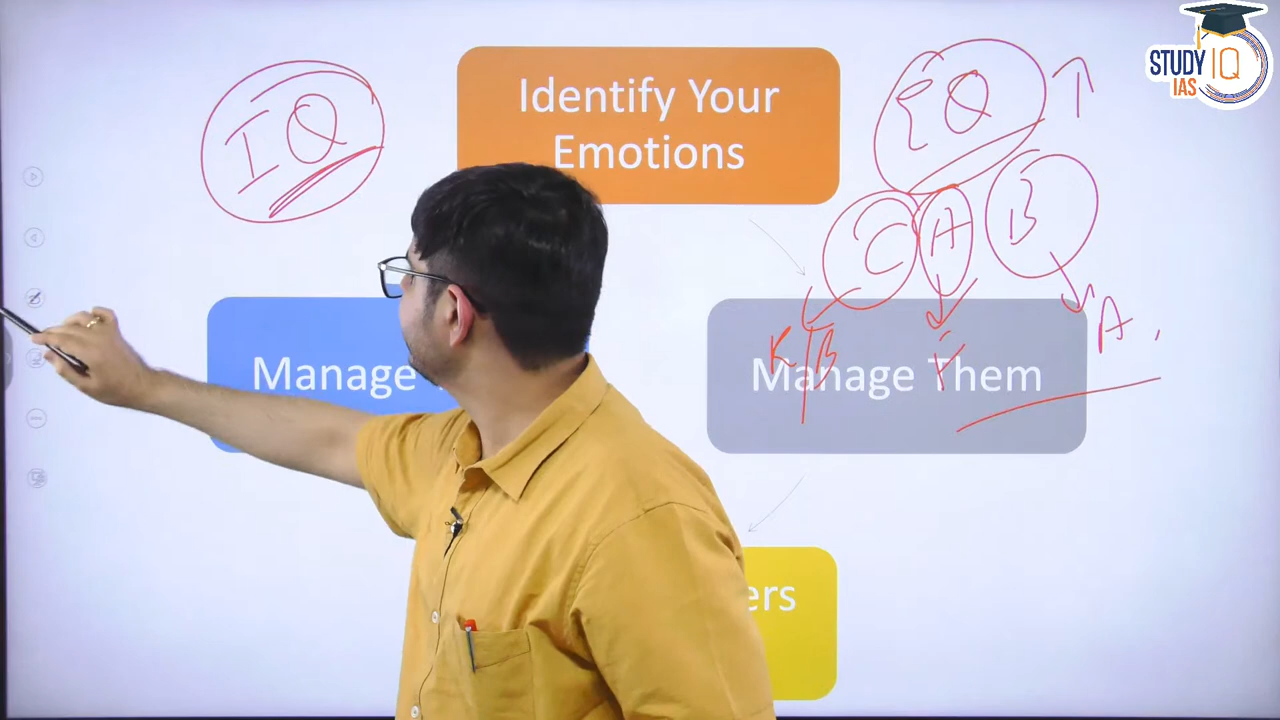 STUDY IQ
IAS
Identify Your
Emotions
IQ
EQ
C A B
K/B
F
A.
Manage
Manage Them
ers